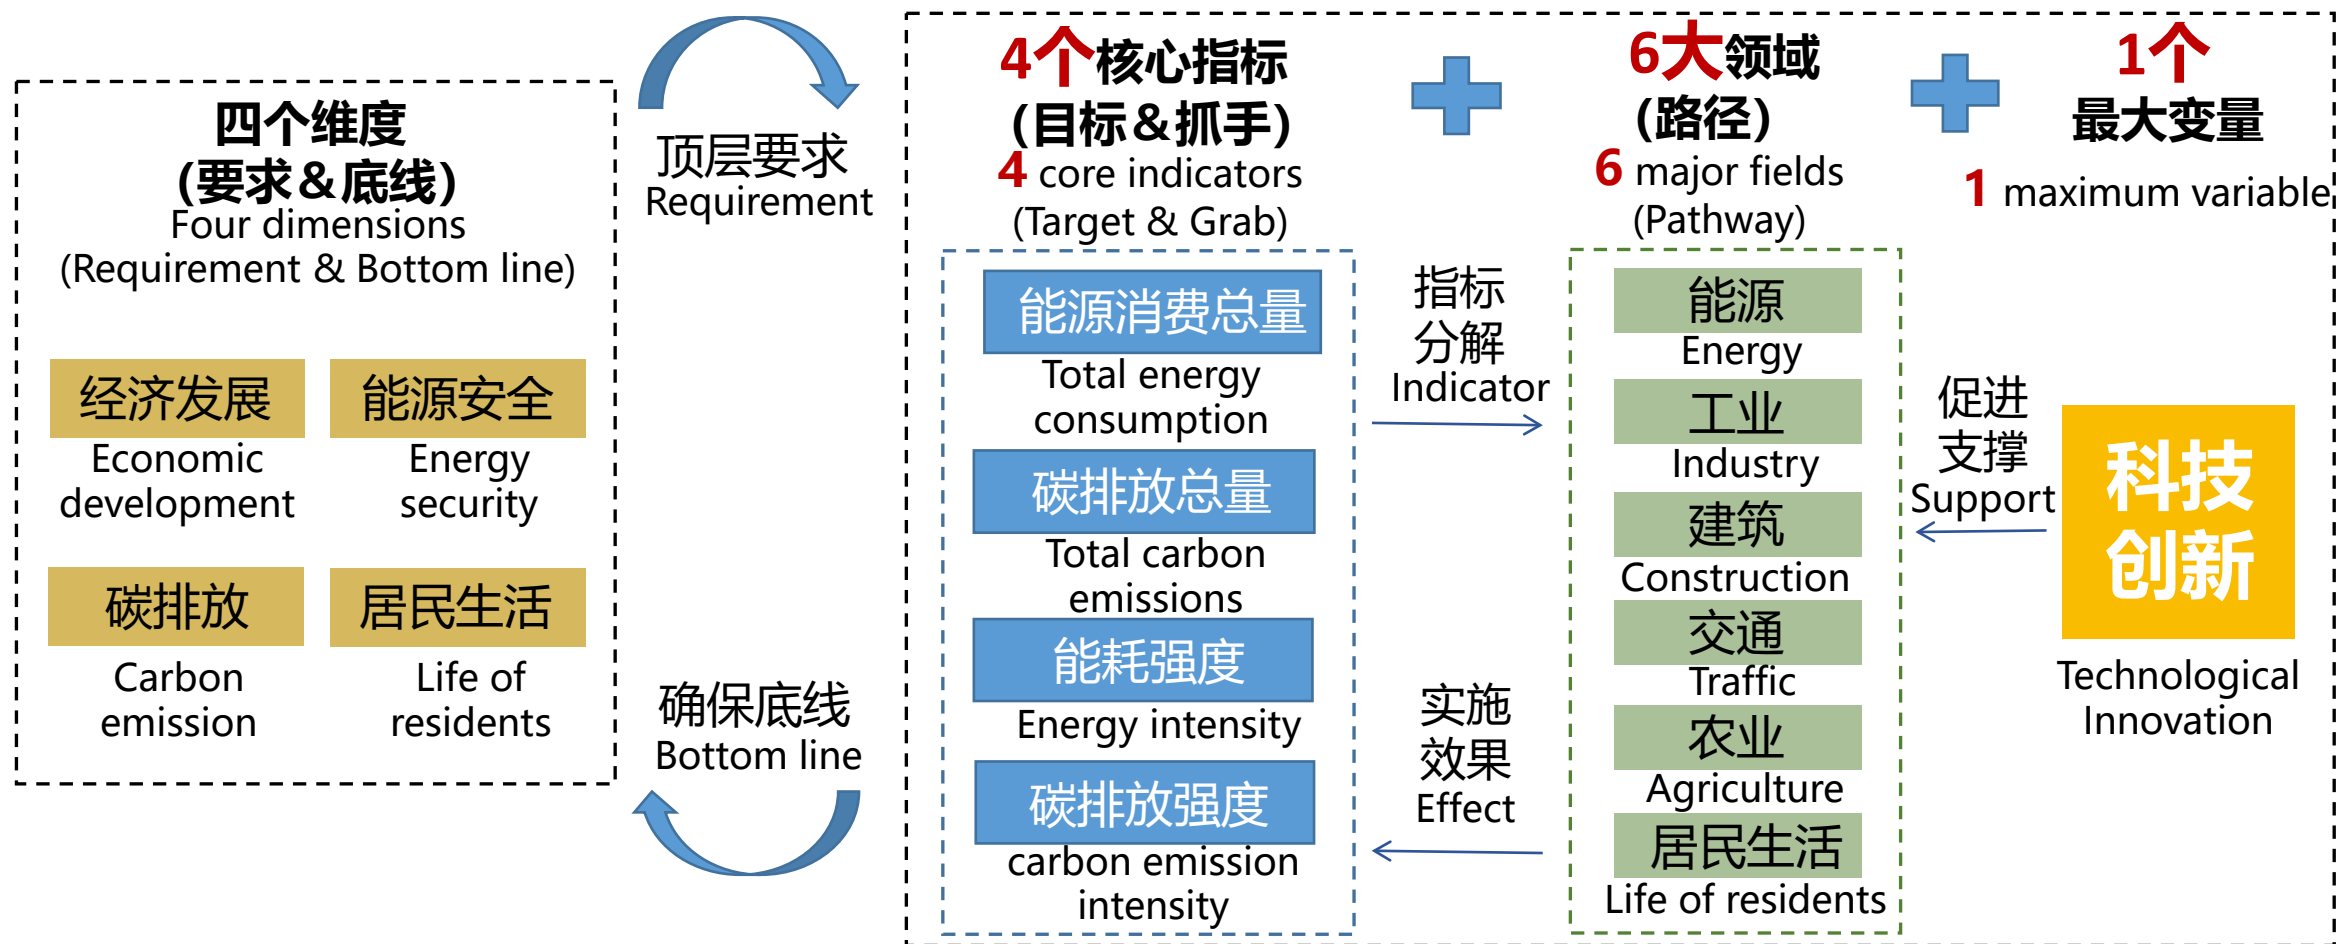 四个维度
(要求＆底线)
Four dimensions
(Requirement & Bottom line)
经济发展
Economic
development
能源安全
Energy
security
碳排放
Carbon
emission
居民生活
Life of
residents
顶层要求
Requirement
确保底线
Bottom line
4个核心指标
(目标＆抓手)
4 core indicators
(Target & Grab)
能源消费总量
Total energy
consumption
碳排放总量
Total carbon
emissions
能耗强度
Energy intensity
碳排放强度
carbon emission
intensity
指标
分解
Indicator
实施
效果
Effect
6大领域
(路径)
6 major fields
(Pathway)
能源
Energy
工业
Industry
建筑
Construction
交通
Traffic
农业
Agriculture
居民生活
Life of residents
促进
支撑
Support
1个
最大变量
1 maximum variable
科技
创新
Technological
Innovation